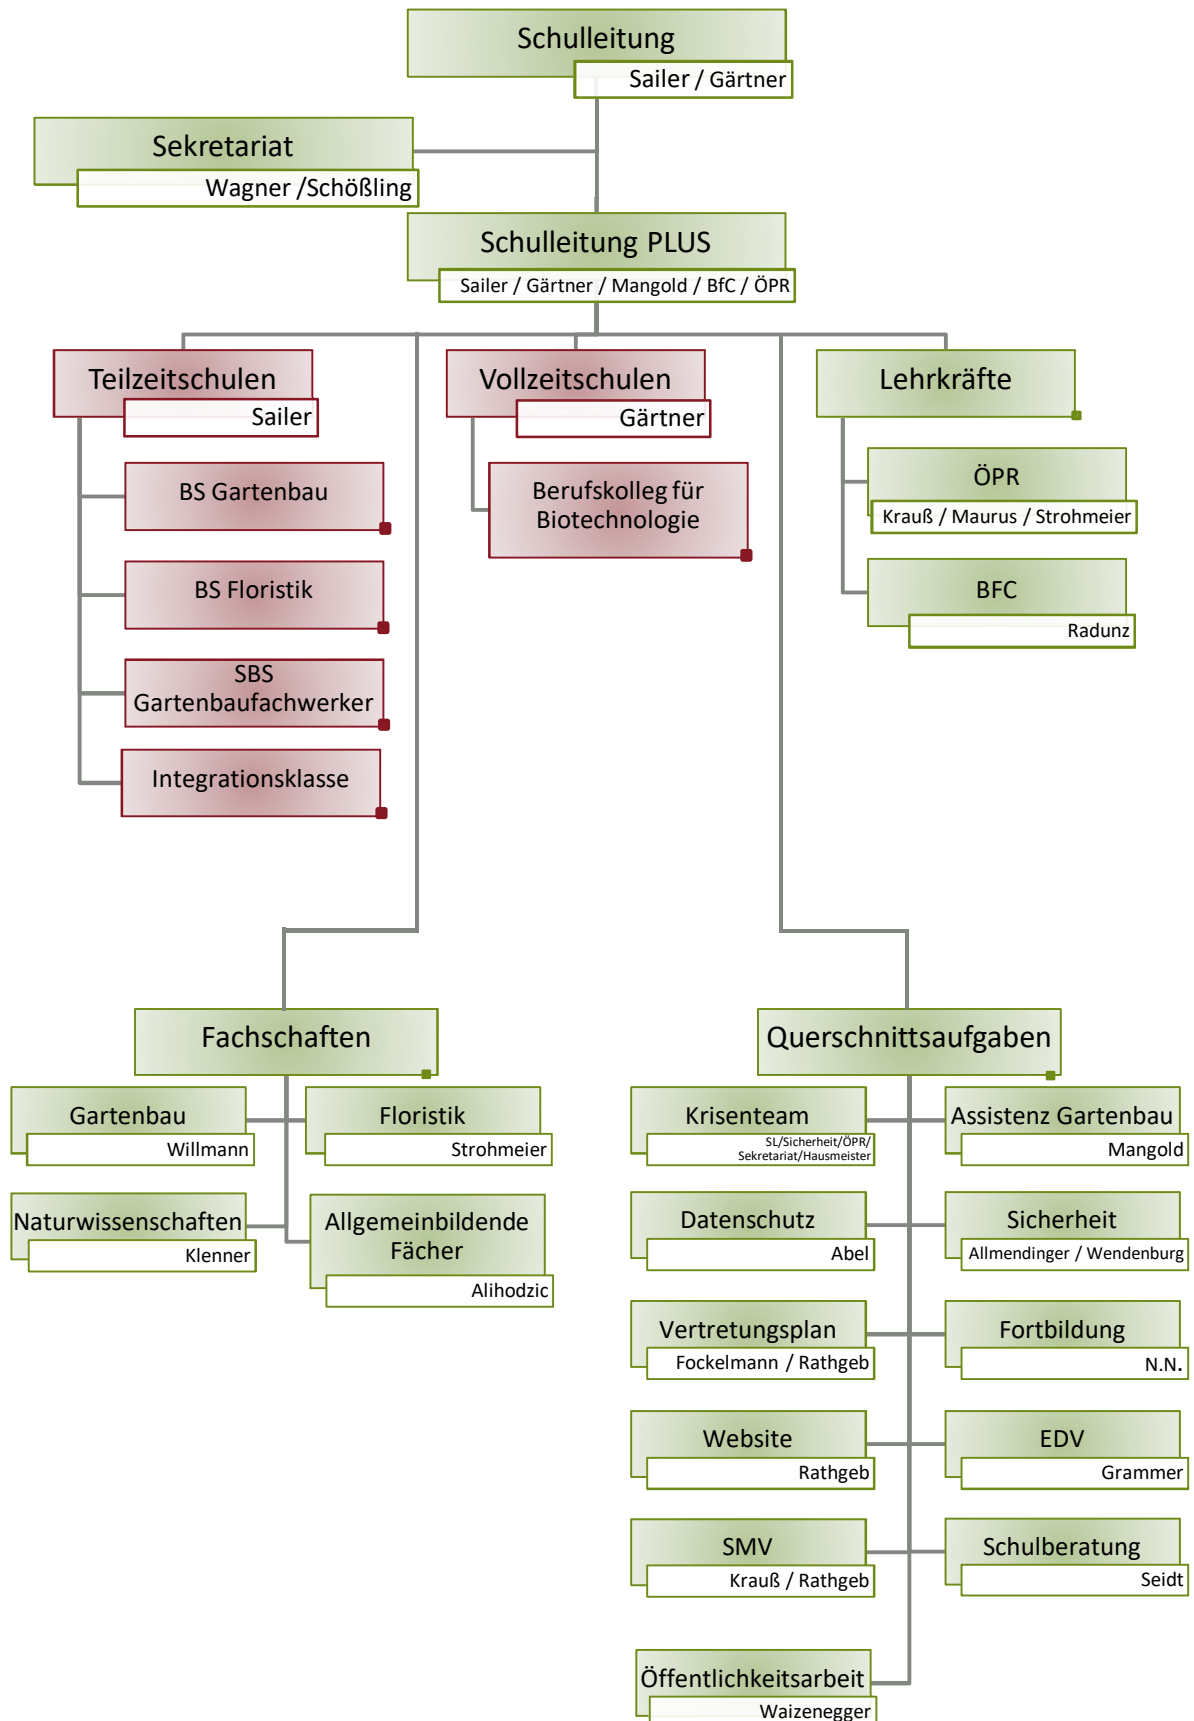 Schulleitung
Sailer / Gärtner
Sekretariat
Wagner /Schößling
Schulleitung PLUS
Sailer / Gärtner / Mangold / BfC / ÖPR
Teilzeitschulen
Sailer
Vollzeitschulen
Gärtner
Lehrkräfte
BS Gartenbau
BS Floristik
SBS
Gartenbaufachwerker
Integrationsklasse
Berufskolleg für
Biotechnologie
ÖPR
Krauß / Maurus / Strohmeier
BFC
Radunz
Fachschaften
Gartenbau
Willmann
Floristik
Strohmeier
Naturwissenschaften
Klenner
Allgemeinbildende
Fächer
Alihodzic
Querschnittsaufgaben
Krisenteam
SL/Sicherheit/ÖPR/
Sekretariat/Hausmeister
Assistenz Gartenbau
Mangold
Datenschutz
Abel
Sicherheit
Allmendinger / Wendenburg
Vertretungsplan
Fockelmann / Rathgeb
Fortbildung
N.N.
Website
Rathgeb
EDV
Grammer
SMV
Krauß / Rathgeb
Schulberatung
Seidt
Öffentlichkeitsarbeit
Waizenegger